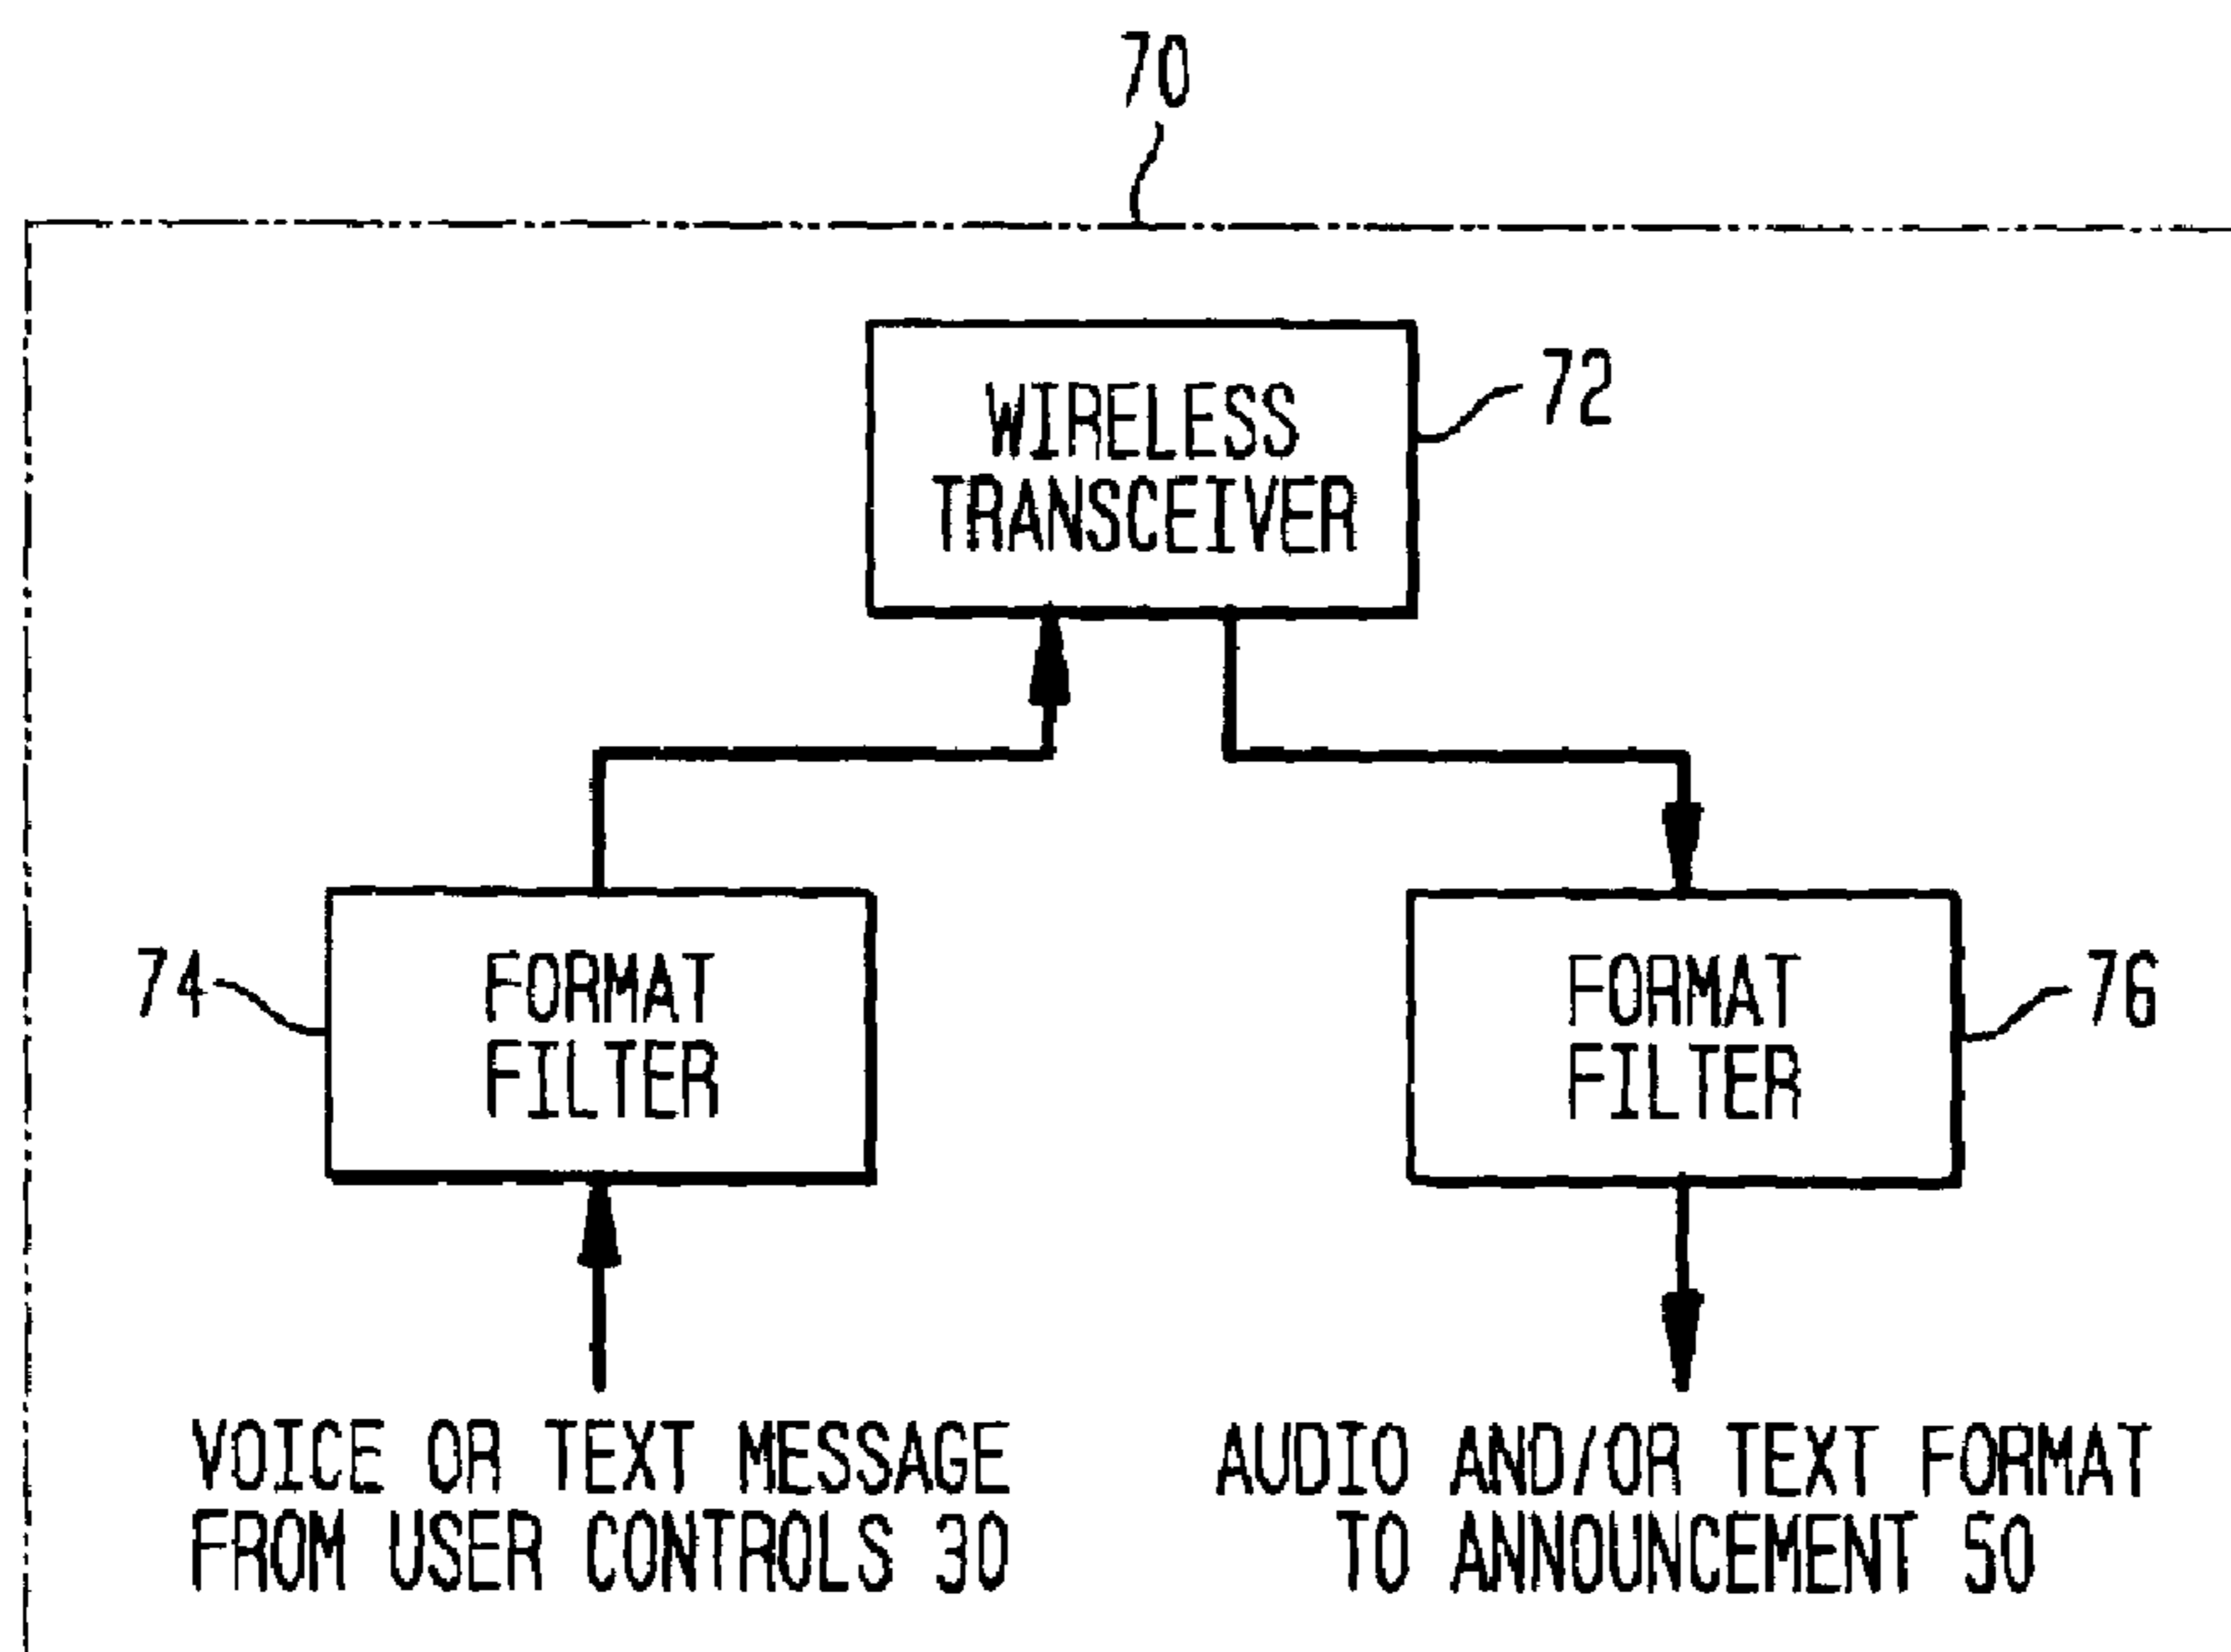 70
WIRELESS
TRANSCEIVER
72
74
FORMAT
FILTER
FORMAT
FILTER
76
VOICE OR TEXT MESSAGE
FROM USER CONTROLS 30
AUDIO AND/OR TEXT FORMAT
TO ANNOUNCEMENT 50